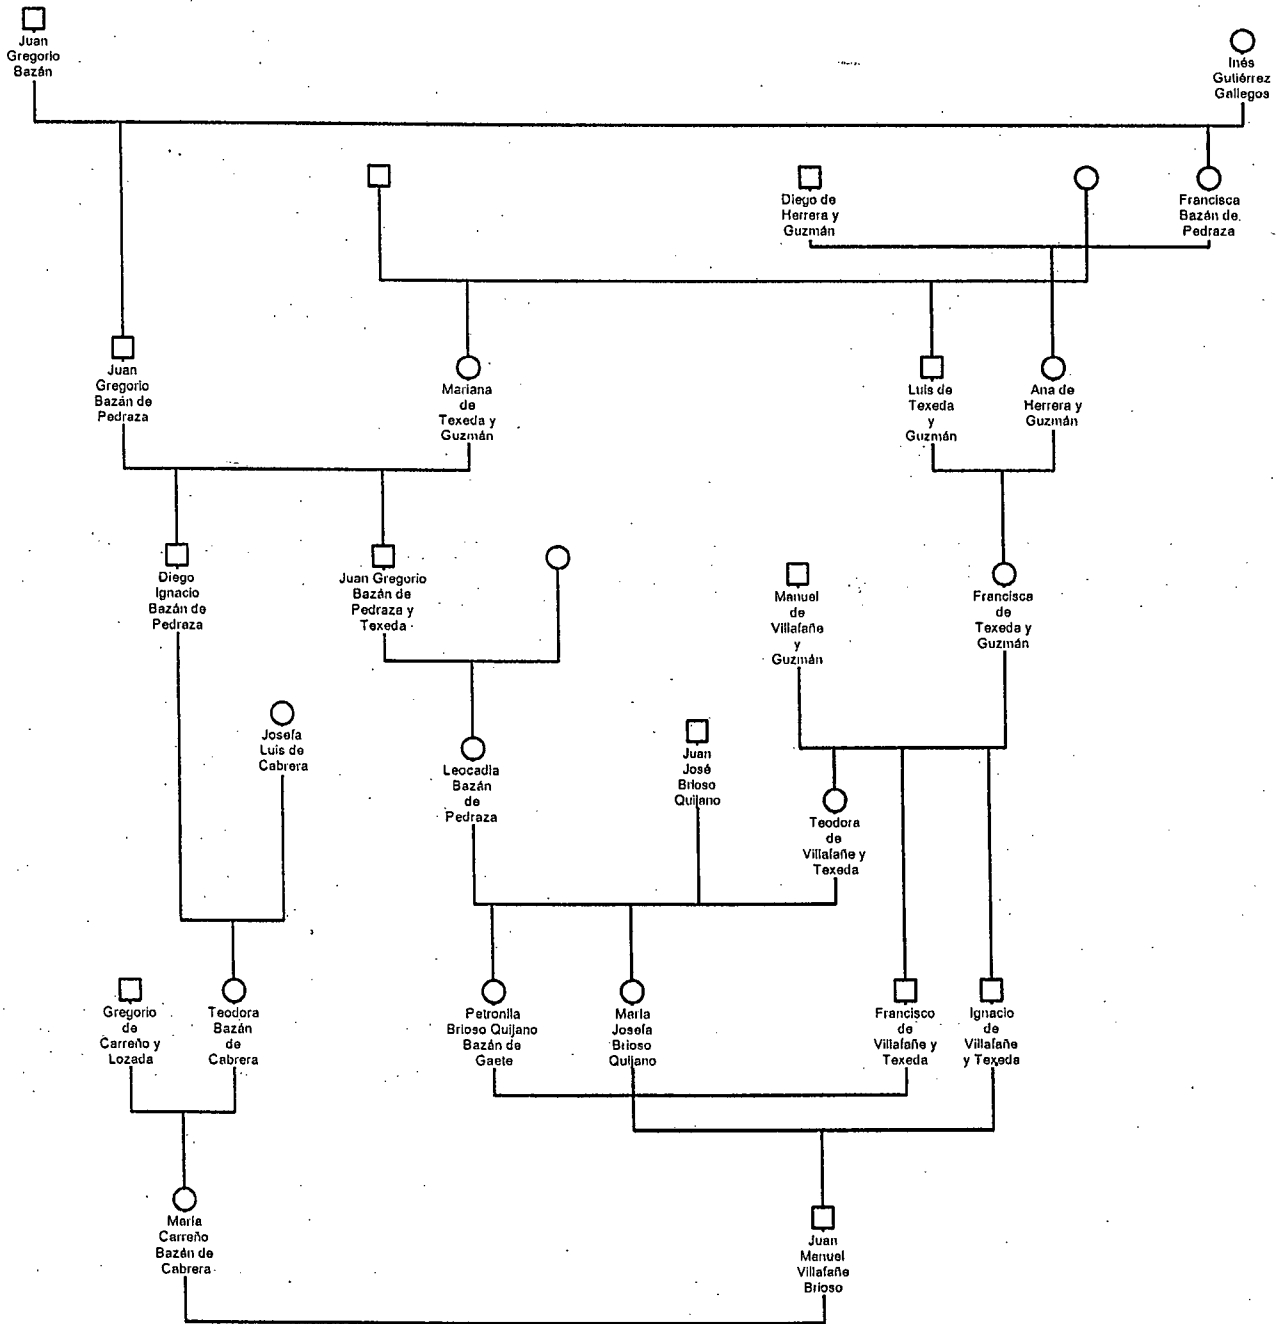 Juan
Gregorio
Bazán
Inés
Gutiérrez
Gallegos
Diego de
Herrera y
Guzmán
Francisca
Bazán de
Pedraza
Juan
Gregorio
Bazán de
Pedraza
Mariana
de
Texeda y
Guzmán
Luis de
Texeda
y
Guzmán
Ana de
Herrera y
Guzmán
Diego
Ignacio
Bazán de
Pedraza
Juan Gregorio
Bazán de
Pedraza y
Texeda
Manuel
de
Villafañe
y
Guzmán
Francisca
de
Texeda y
Guzmán
Josefa
Luis de
Cabrera
Leocadia
Bazán
de
Pedraza
Juan
José
Brioso
Quijano
Teodora
de
Villafañe y
Texeda
Gregorio
de
Carreño y
Lozada
Teodora
Bazán
de
Cabrera
Petronila
Brioso Quijano
Bazán de
Gaete
María
Josefa
Brioso
Quijano
Francisco
de
Villafañe y
Texeda
Ignacio
de
Villafañe
y Texeda
María
Carreño
Bazán de
Cabrera
Juan
Manuel
Villafañe
Brioso